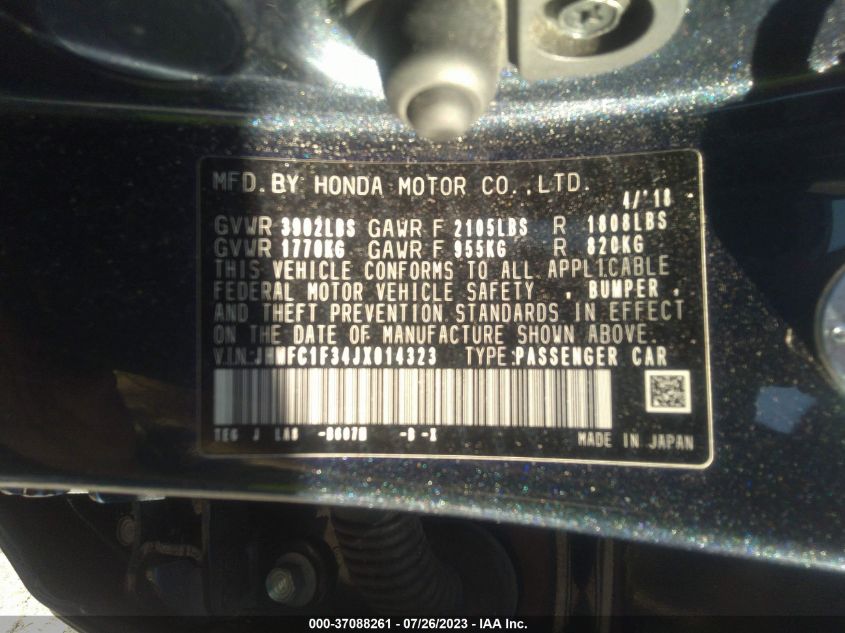 MFD. BY HONDA MOTOR CO., LTD.
4/'18
GVWR 3902LBS GAWR F 2105LBS R 1808LBS
GVWR 1770KG GAWR F 955KG R 820KG
THIS VEHICLE CONFORMS TO ALL APPLICABLE
FEDERAL MOTOR VEHICLE SAFETY , BUMPER ,
AND THEFT PREVENTION STANDARDS IN EFFECT
ON THE DATE OF MANUFACTURE SHOWN ABOVE.
V.I.N: JHMFC1F34JX014323 TYPE:PASSENGER CAR
TEG J -B-X MADE IN JAPAN
000-37088261 - 07/26/2023 - IAA Inc.